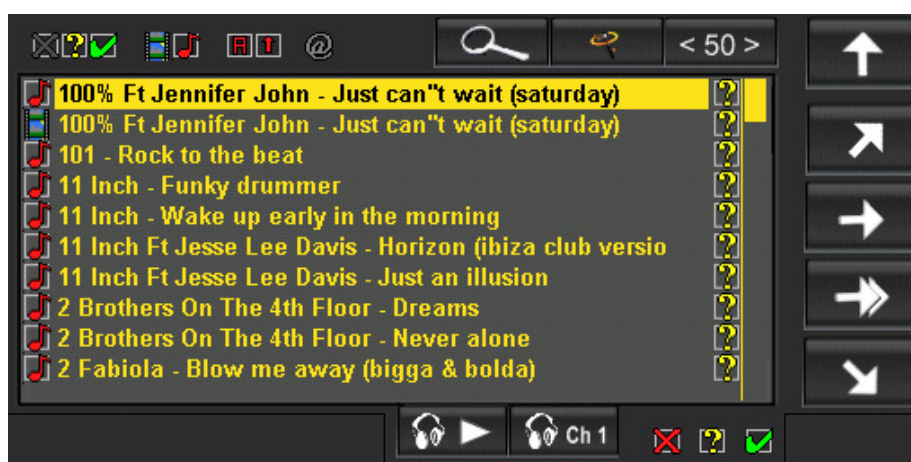 @ < 50 >
100% Ft Jennifer John - Just can"t wait (saturday) ?
100% Ft Jennifer John - Just can"t wait (saturday) ?
101 - Rock to the beat ?
11 Inch - Funky drummer ?
11 Inch - Wake up early in the morning ?
11 Inch Ft Jesse Lee Davis - Horizon (ibiza club versio ?
11 Inch Ft Jesse Lee Davis - Just an illusion ?
2 Brothers On The 4th Floor - Dreams ?
2 Brothers On The 4th Floor - Never alone ?
2 Fabiola - Blow me away (bigga & bolda) ?
Ch 1 ?